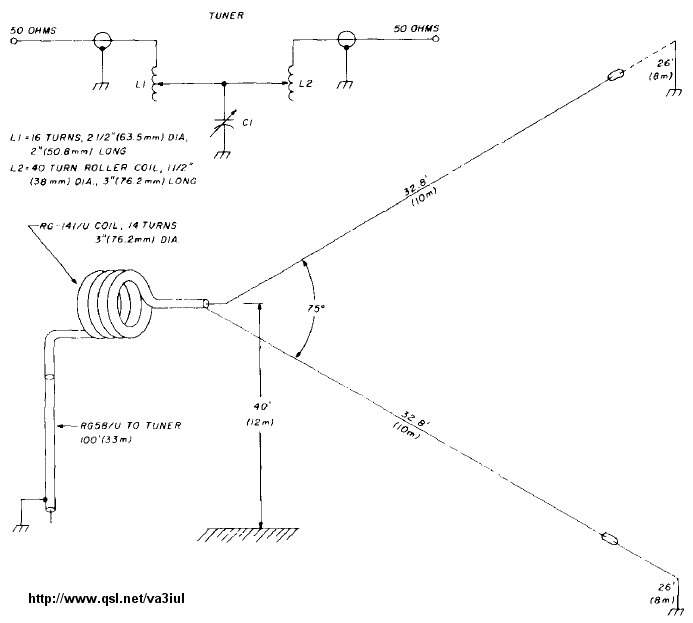 TUNER
50 OHMS
50 OHMS
L1
L2
C1
L1=16 TURNS, 2 1/2"(63.5mm) DIA,
2"(50.8mm) LONG
L2=40 TURN ROLLER COIL, 1 1/2"
(38mm) DIA., 3"(76.2mm) LONG
26'
(8m)
32.8'
(10m)
RG-141/U COIL, 14 TURNS
3"(76.2mm) DIA
75°
40'
(12m)
32.8'
(10m)
RG58/U TO TUNER
100'(33m)
26'
(8m)
http://www.qsl.net/va3iul